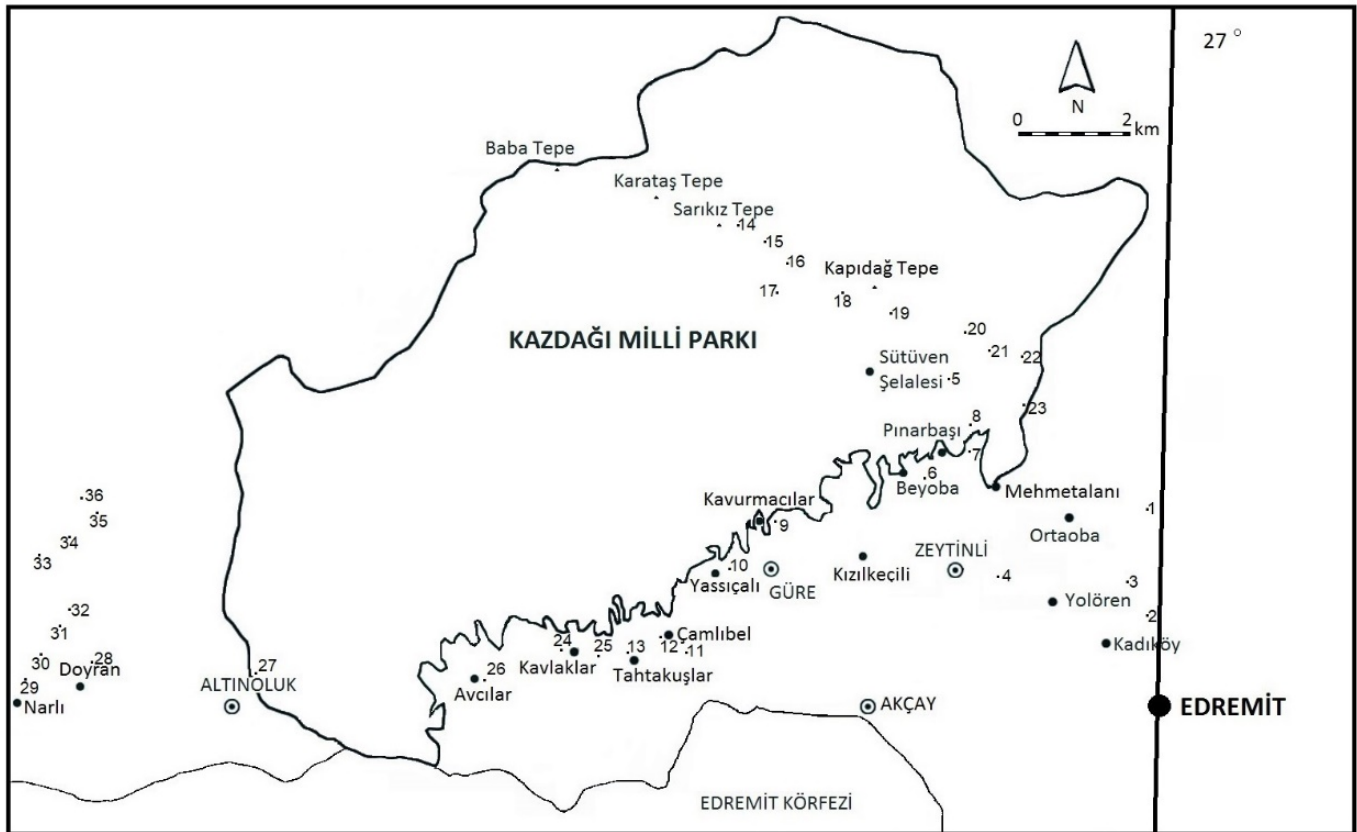 27 °
N
0 2 km
Baba Tepe
Karataş Tepe
Sarıkız Tepe
14
15
16
Kapıdağ Tepe
17
18
19
KAZDAĞI MİLLİ PARKI
20
21
22
Sütüven
Şelalesi
5
23
8
Pınarbaşı
7
6
Beyoba
Mehmetalanı
36
35
Kavurmacılar
9
1
Ortaoba
34
33
ZEYTİNLİ
Kızılkeçili
10
Yassıçalı
GÜRE
4
3
Yolören
32
2
31
Çamlıbel
Kadıköy
24
25
13
12
11
30
28
Doyran
27
26
Kavlaklar
Tahtakuşlar
29
Narlı
ALTINOLUK
Avcılar
AKÇAY
EDREMİT
EDREMİT KÖRFEZİ